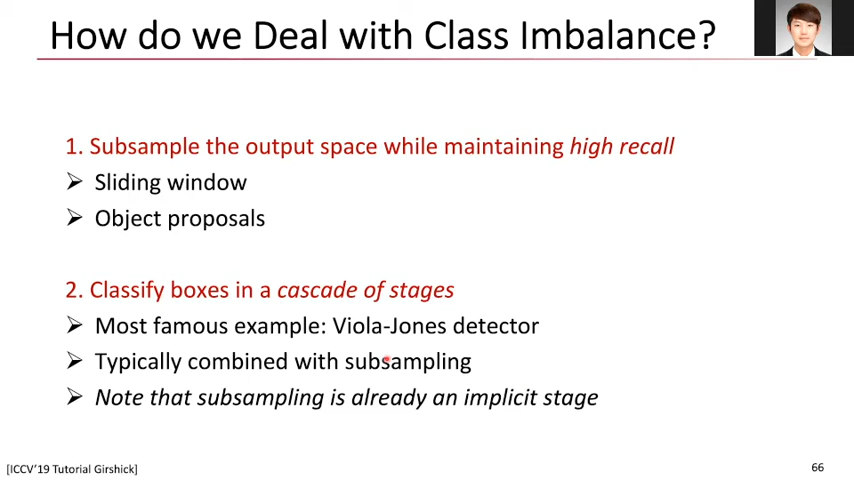 How do we Deal with Class Imbalance?
1. Subsample the output space while maintaining high recall
➢ Sliding window
➢ Object proposals
2. Classify boxes in a cascade of stages
➢ Most famous example: Viola-Jones detector
➢ Typically combined with subsampling
➢ Note that subsampling is already an implicit stage
[ICCV'19 Tutorial Girshick]
66